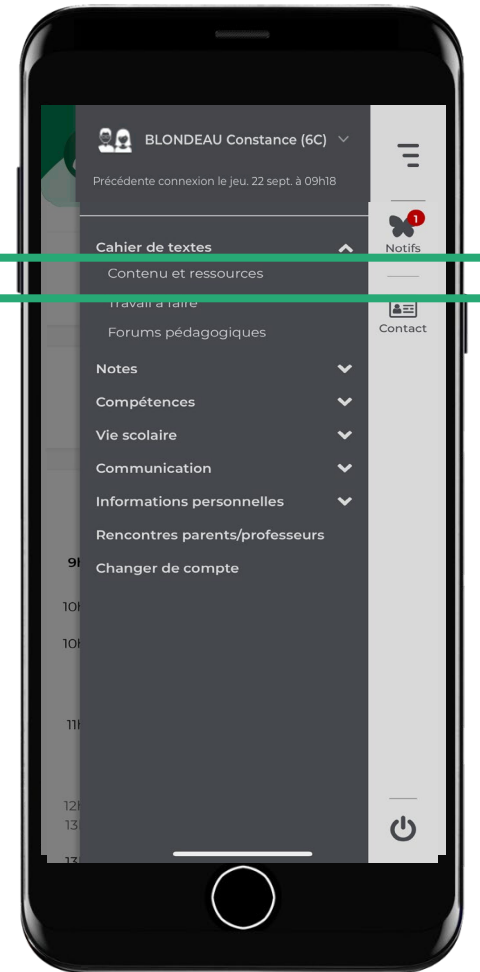 BLONDEAU Constance (6C)
Précédente connexion le jeu. 22 sept. à 09h18
1
Notifs
Contact
Cahier de textes
Contenu et ressources
Travail à faire
Forums pédagogiques
Notes
Compétences
Vie scolaire
Communication
Informations personnelles
Rencontres parents/professeurs
Changer de compte